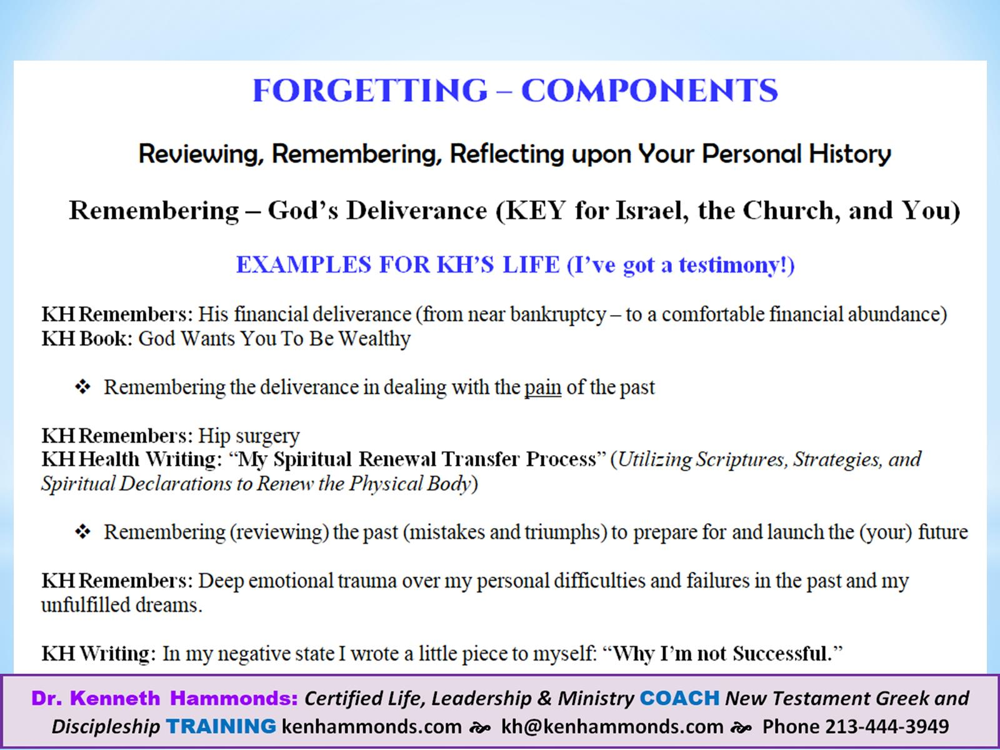 FORGETTING – COMPONENTS
Reviewing, Remembering, Reflecting upon Your Personal History
Remembering – God’s Deliverance (KEY for Israel, the Church, and You)
EXAMPLES FOR KH’S LIFE (I’ve got a testimony!)
KH Remembers: His financial deliverance (from near bankruptcy – to a comfortable financial abundance)
KH Book: God Wants You To Be Wealthy
❖ Remembering the deliverance in dealing with the pain of the past
KH Remembers: Hip surgery
KH Health Writing: “My Spiritual Renewal Transfer Process” (Utilizing Scriptures, Strategies, and
Spiritual Declarations to Renew the Physical Body)
❖ Remembering (reviewing) the past (mistakes and triumphs) to prepare for and launch the (your) future
KH Remembers: Deep emotional trauma over my personal difficulties and failures in the past and my
unfulfilled dreams.
KH Writing: In my negative state I wrote a little piece to myself: “Why I’m not Successful.”
Dr. Kenneth Hammonds: Certified Life, Leadership & Ministry COACH New Testament Greek and
Discipleship TRAINING kenhammonds.com kh@kenhammonds.com Phone 213-444-3949